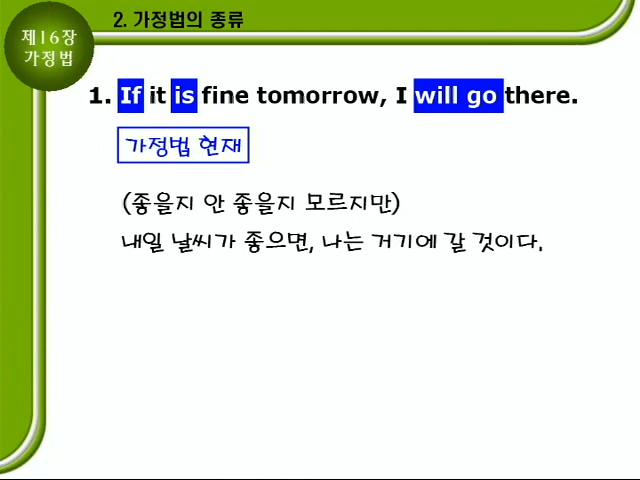 제16장
가정법
2. 가정법의 종류
1. If it is fine tomorrow, I will go there.
가정법 현재
(좋을지 안 좋을지 모르지만)
내일 날씨가 좋으면, 나는 거기에 갈 것이다.